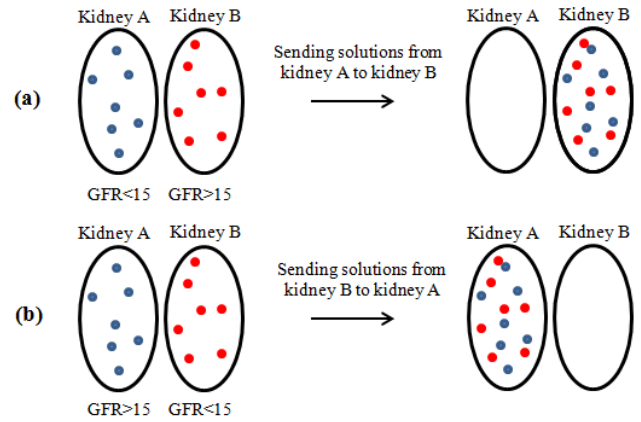 Kidney A Kidney B
Sending solutions from
kidney A to kidney B
Kidney A Kidney B
(a)
GFR<15 GFR>15
Kidney A Kidney B
Sending solutions from
kidney B to kidney A
Kidney A Kidney B
(b)
GFR>15 GFR<15